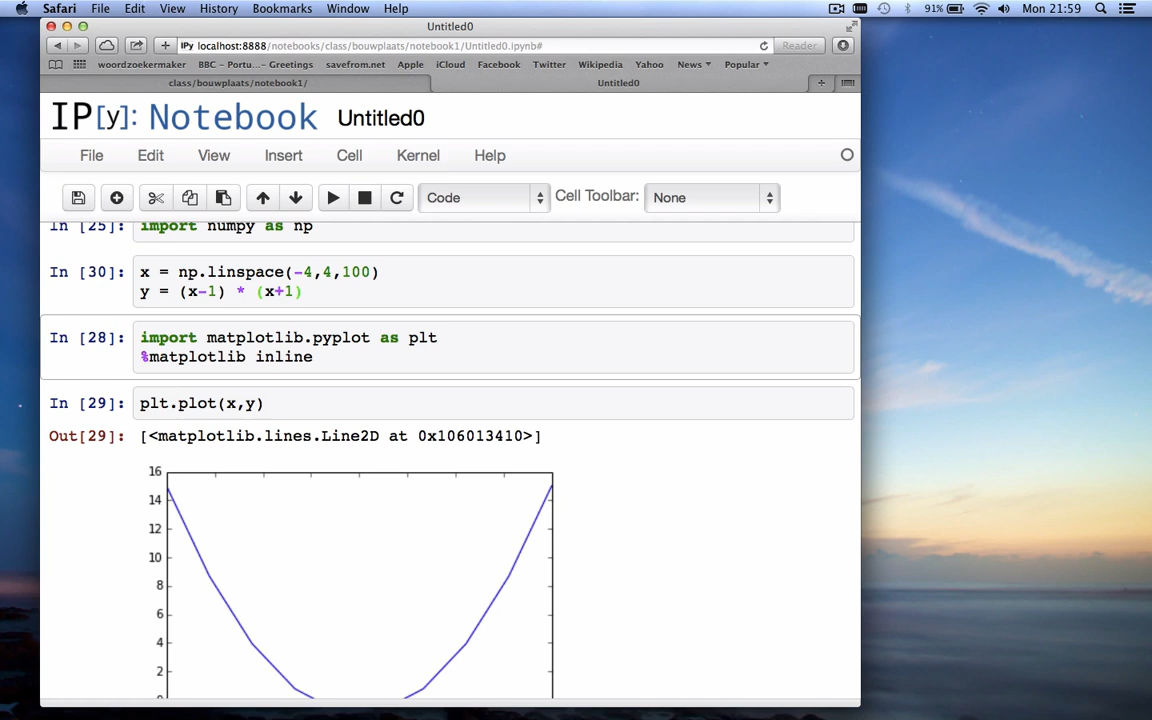 Safari File Edit View History Bookmarks Window Help 91% Mon 21:59
Untitled0
IPy localhost:8888/notebooks/class/bouwplaats/notebook1/Untitled0.ipynb# Reader
woordzoekermaker BBC – Portu...– Greetings savefrom.net Apple iCloud Facebook Twitter Wikipedia Yahoo News Popular
class/bouwplaats/notebook1/ Untitled0
IP[y]: Notebook Untitled0
File Edit View Insert Cell Kernel Help
Code Cell Toolbar: None
In [25]: import numpy as np
In [30]: x = np.linspace(-4,4,100)
y = (x-1) * (x+1)
In [28]: import matplotlib.pyplot as plt
%matplotlib inline
In [29]: plt.plot(x,y)
Out[29]: [<matplotlib.lines.Line2D at 0x106013410>]
16
14
12
10
8
6
4
2
0